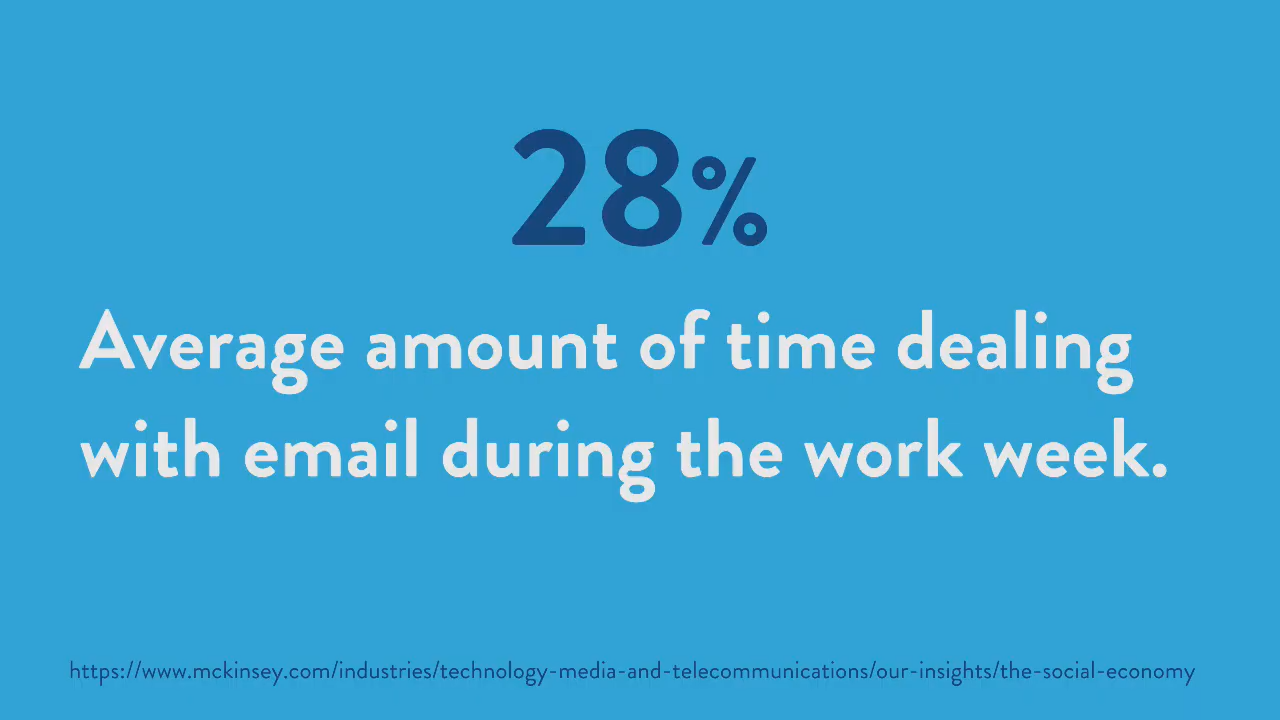 28%
Average amount of time dealing
with email during the work week.
https://www.mckinsey.com/industries/technology-media-and-telecommunications/our-insights/the-social-economy